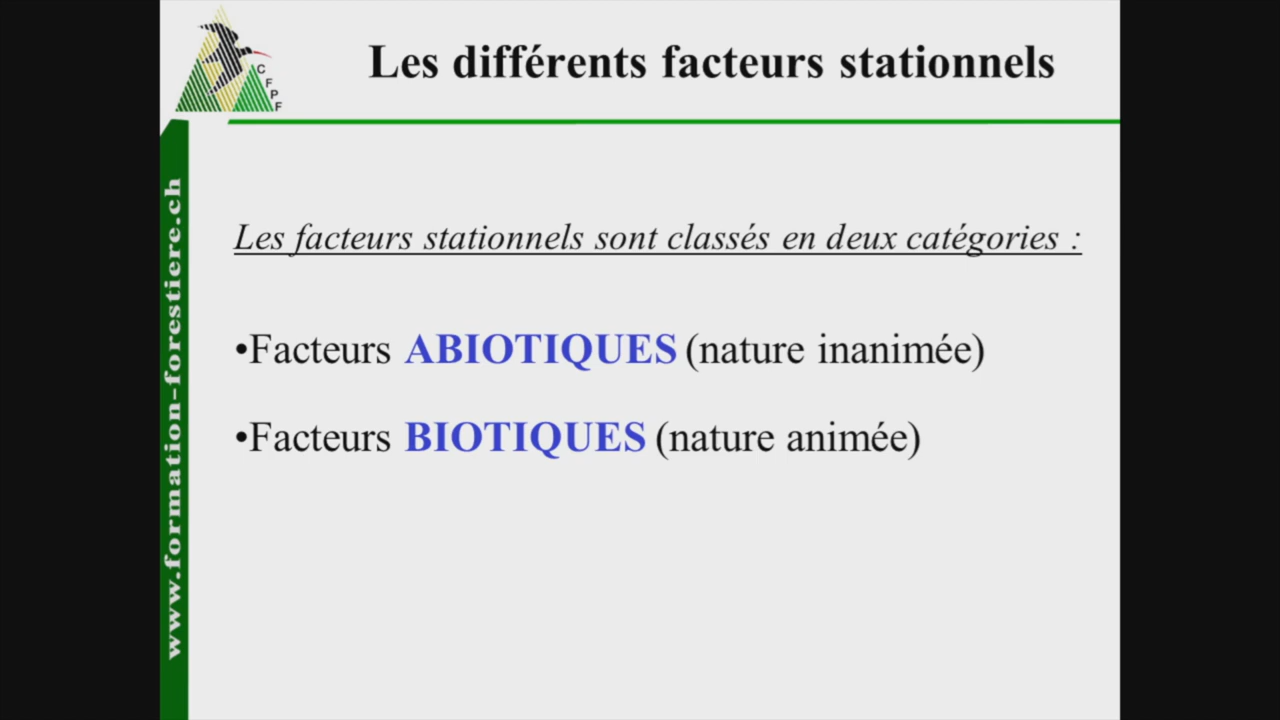 C
F
P
F
Les différents facteurs stationnels
www.formation-forestiere.ch
Les facteurs stationnels sont classés en deux catégories :
•Facteurs ABIOTIQUES (nature inanimée)
•Facteurs BIOTIQUES (nature animée)